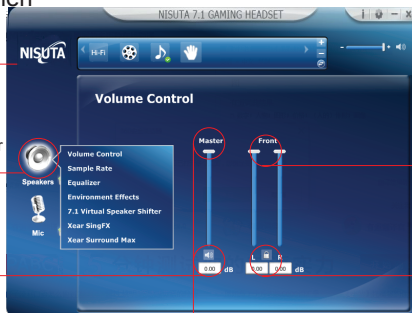 NISUTA 7.1 GAMING HEADSET
NISUTA
Hi-Fi
Volume Control
Master
Front
Speakers
Volume Control
Sample Rate
Equalizer
Environment Effects
7.1 Virtual Speaker Shifter
Xear SingFX
Xear Surround Max
Mic
L R
0.00 dB 0.00 0.00 dB